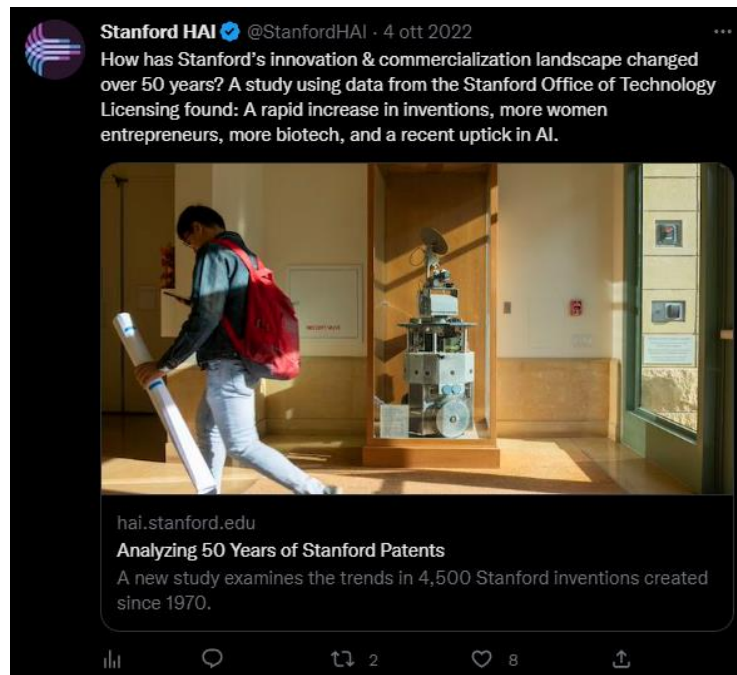 Stanford HAI @StanfordHAI · 4 ott 2022
How has Stanford's innovation & commercialization landscape changed
over 50 years? A study using data from the Stanford Office of Technology
Licensing found: A rapid increase in inventions, more women
entrepreneurs, more biotech, and a recent uptick in AI.
hai.stanford.edu
Analyzing 50 Years of Stanford Patents
A new study examines the trends in 4,500 Stanford inventions created
since 1970.
2 8